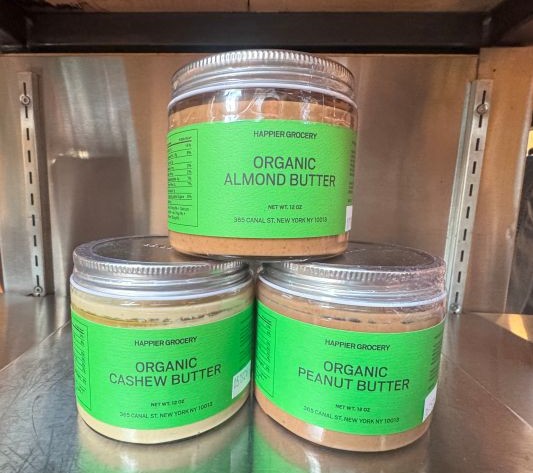 HAPPIER GROCERY
ORGANIC
ALMOND BUTTER
NET WT. 12 OZ
365 CANAL ST. NEW YORK NY 10013
HAPPIER GROCERY
ORGANIC
CASHEW BUTTER
NET WT. 12 OZ
365 CANAL ST. NEW YORK NY 10013
HAPPIER GROCERY
ORGANIC
PEANUT BUTTER
NET WT. 12 OZ
365 CANAL ST. NEW YORK NY 10013